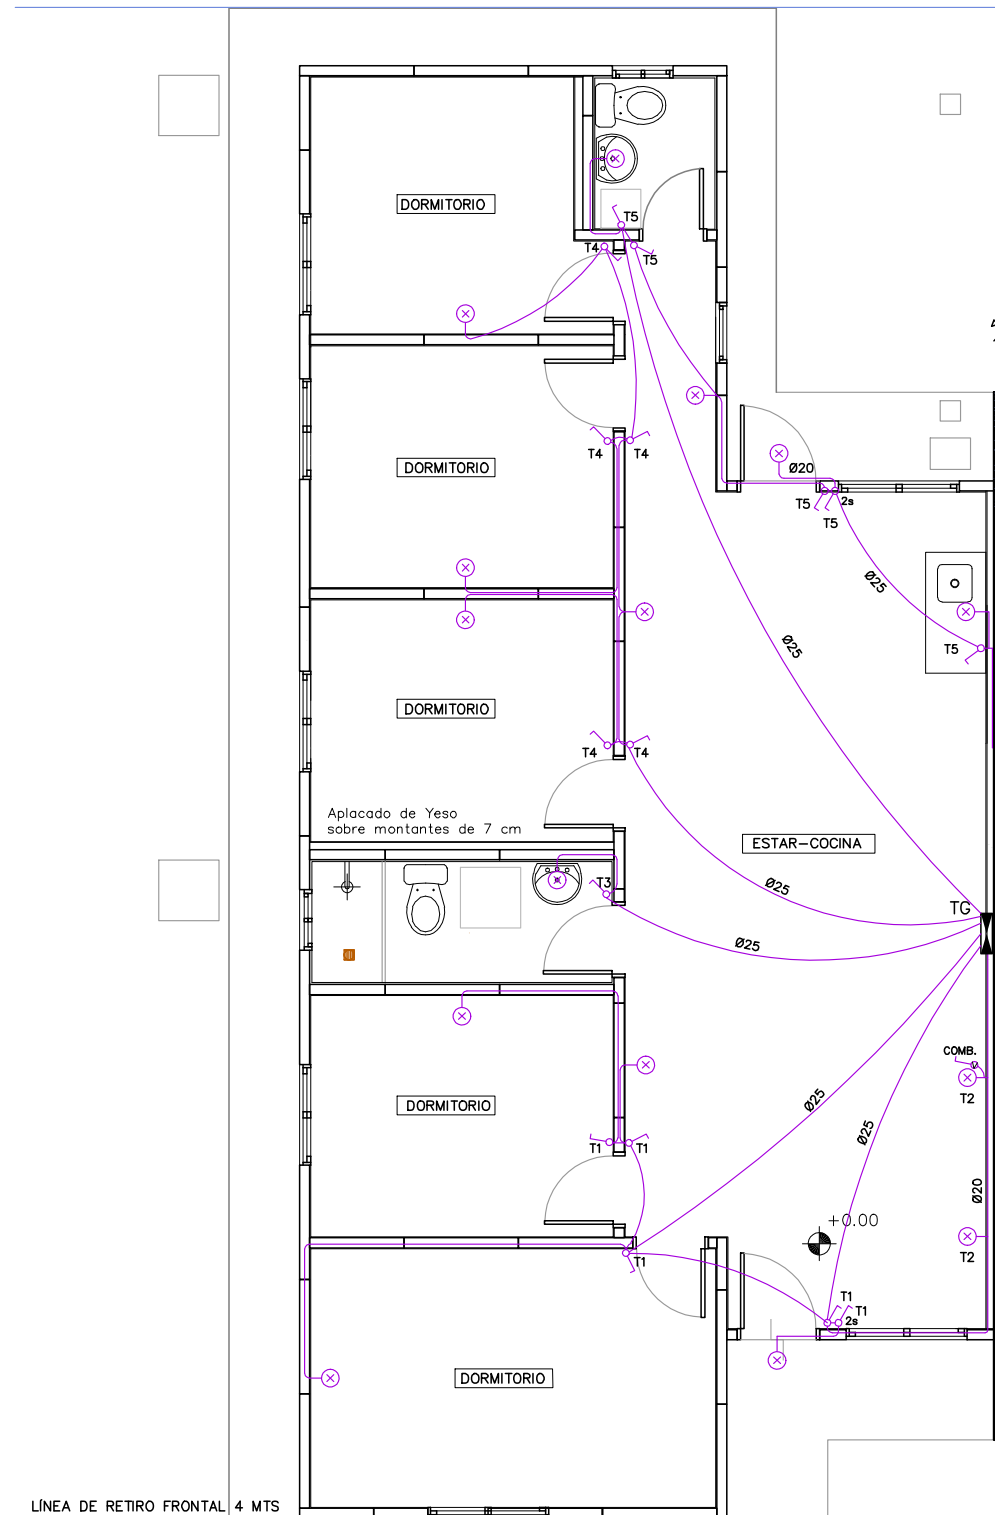 DORMITORIO
T5
T4
T5
DORMITORIO
T4
T4
Ø20
T5
2s
T5
Ø25
Ø25
T5
DORMITORIO
T4
T4
Aplacado de Yeso
sobre montantes de 7 cm
ESTAR-COCINA
T3
Ø25
TG
Ø25
COMB.
T2
DORMITORIO
Ø25
Ø25
T1
T1
Ø20
+0.00
T2
T1
T1
T1
2s
DORMITORIO
LÍNEA DE RETIRO FRONTAL 4 MTS